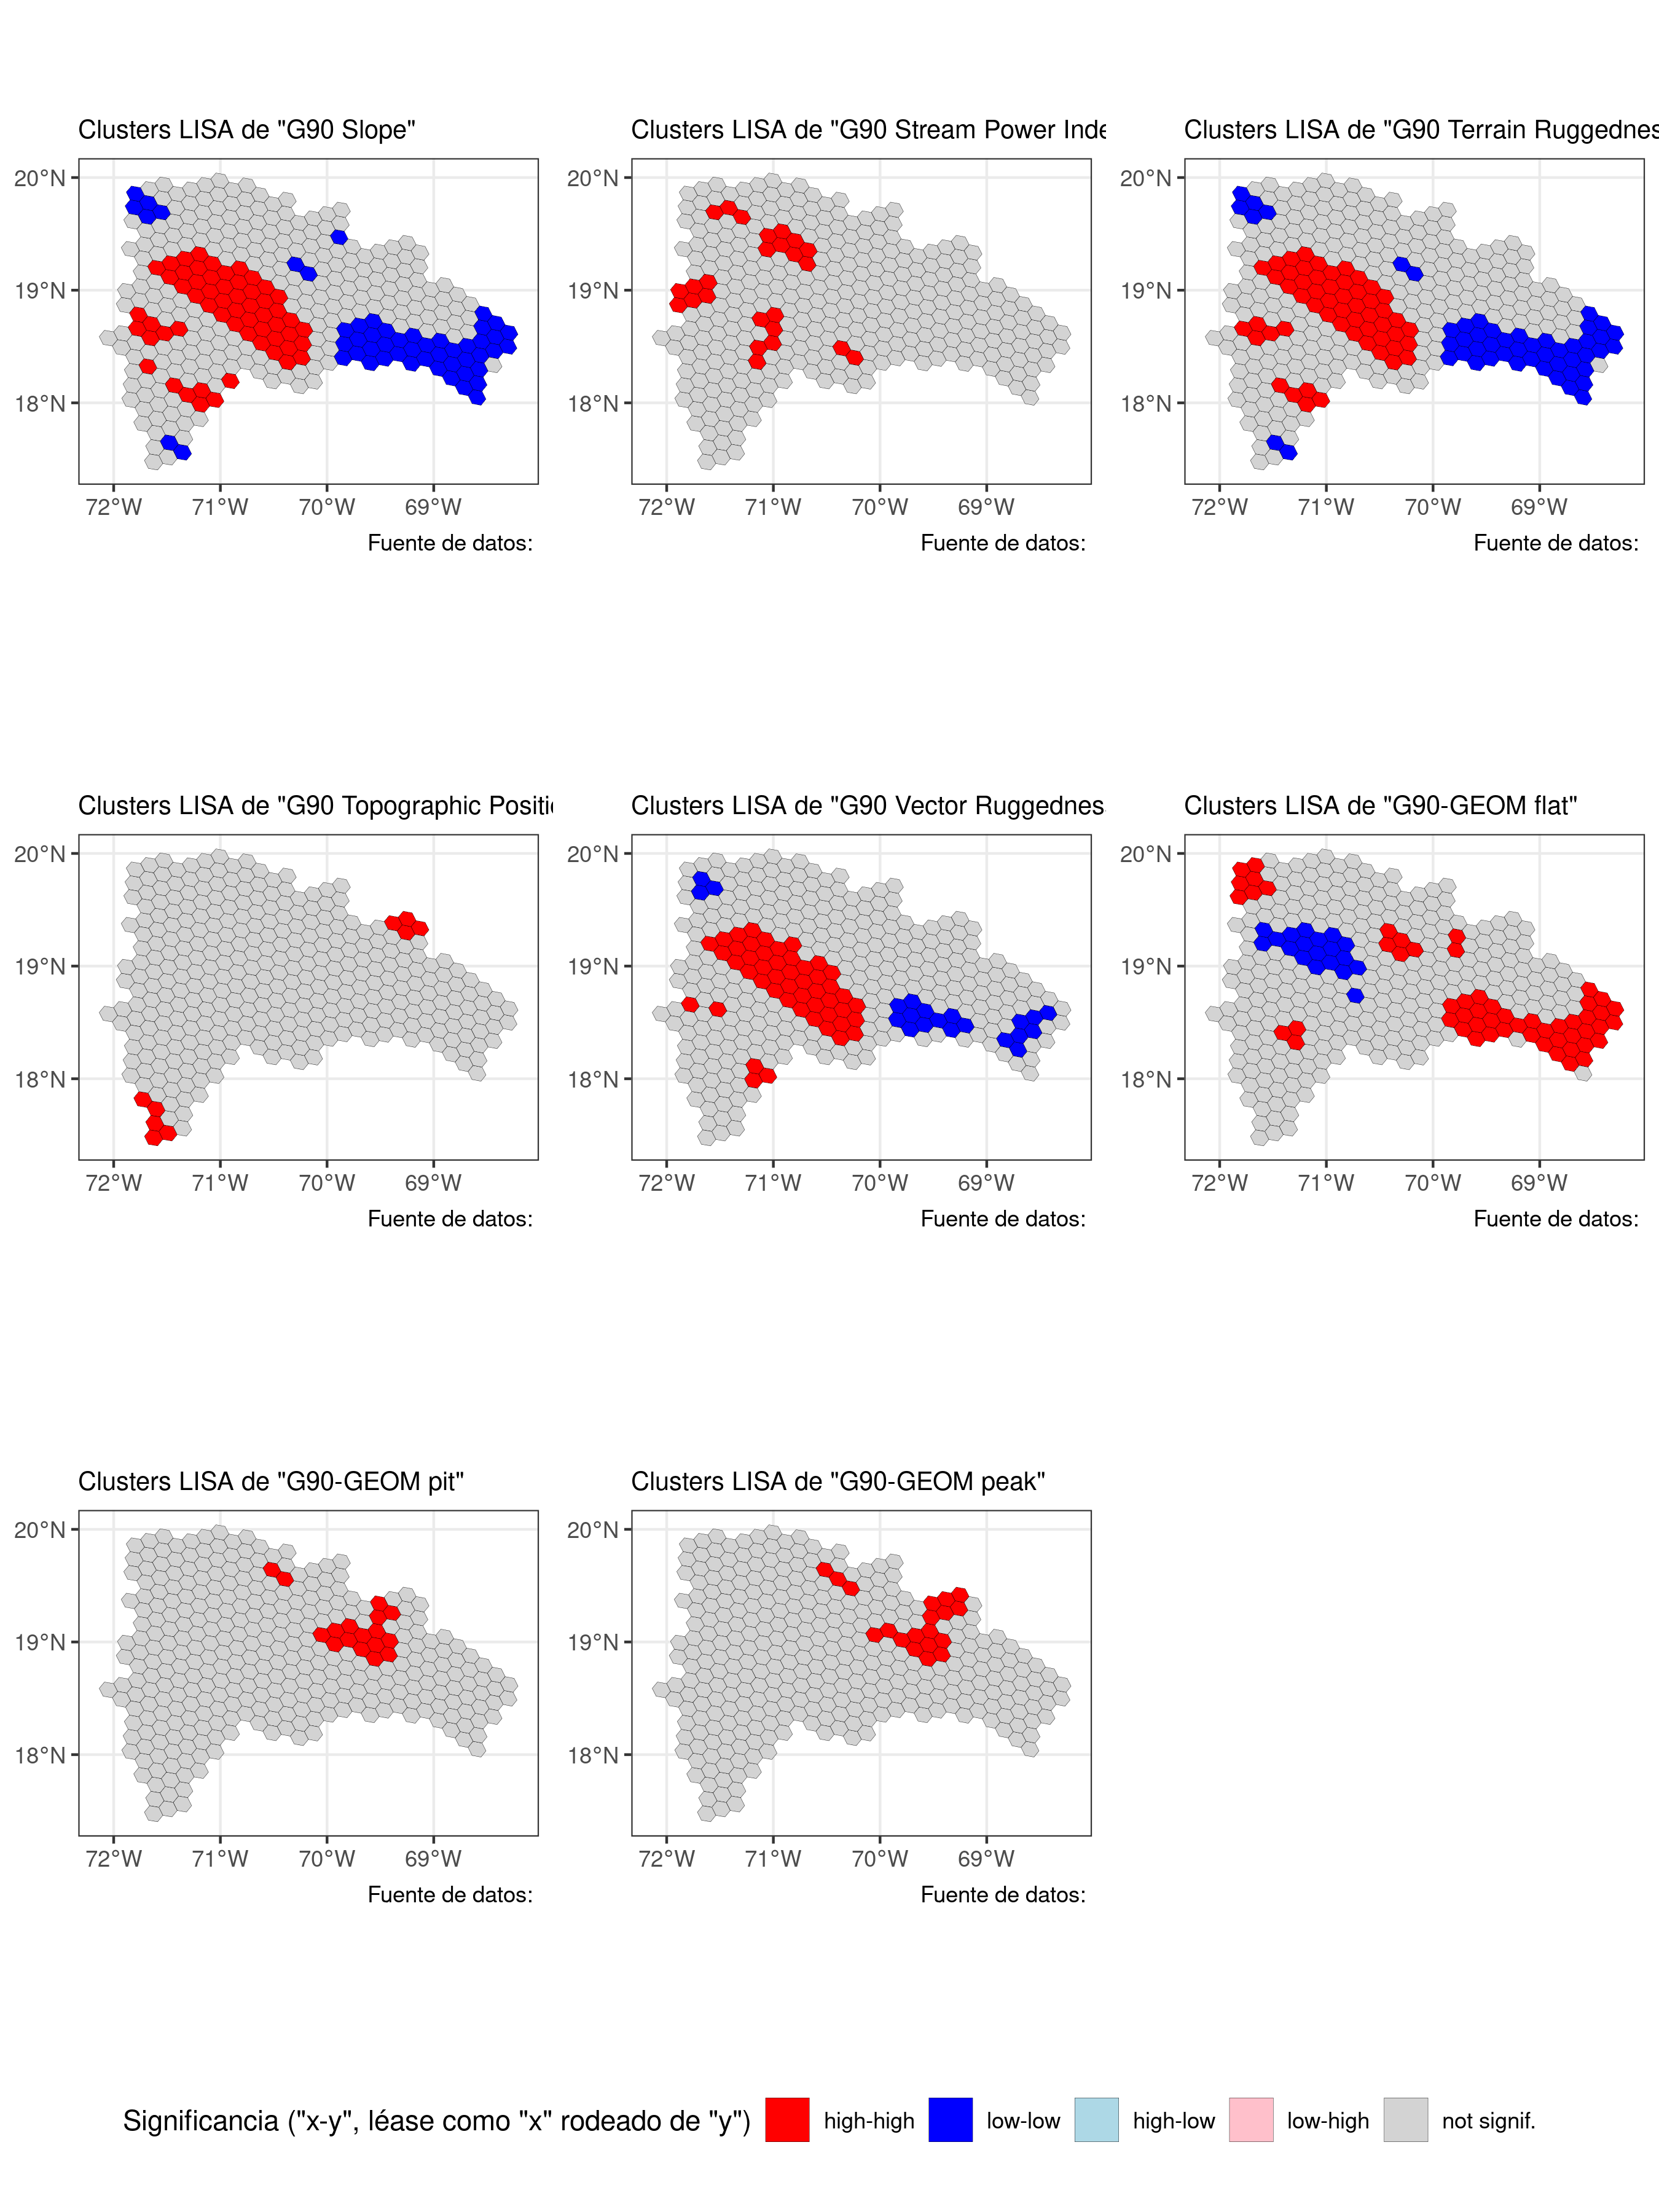 Clusters LISA de "G90 Slope"
Clusters LISA de "G90 Stream Power Inde
Clusters LISA de "G90 Terrain Ruggednes
20°N
19°N
18°N
72°W 71°W 70°W 69°W
Fuente de datos:
20°N
19°N
18°N
72°W 71°W 70°W 69°W
Fuente de datos:
20°N
19°N
18°N
72°W 71°W 70°W 69°W
Fuente de datos:
Clusters LISA de "G90 Topographic Positi
Clusters LISA de "G90 Vector Ruggednes
Clusters LISA de "G90-GEOM flat"
20°N
19°N
18°N
72°W 71°W 70°W 69°W
Fuente de datos:
20°N
19°N
18°N
72°W 71°W 70°W 69°W
Fuente de datos:
20°N
19°N
18°N
72°W 71°W 70°W 69°W
Fuente de datos:
Clusters LISA de "G90-GEOM pit"
Clusters LISA de "G90-GEOM peak"
20°N
19°N
18°N
72°W 71°W 70°W 69°W
Fuente de datos:
20°N
19°N
18°N
72°W 71°W 70°W 69°W
Fuente de datos:
Significancia ("x-y", léase como "x" rodeado de "y") high-high low-low high-low low-high not signif.